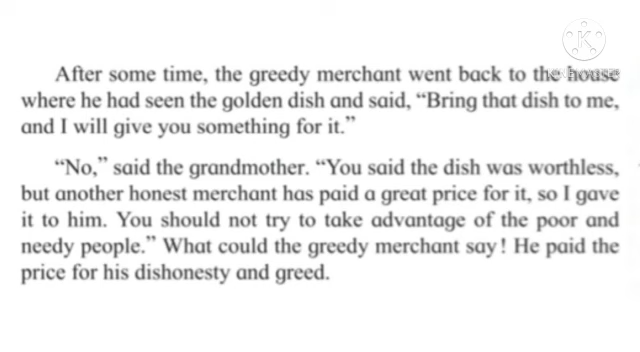 After some time, the greedy merchant went back to the house
where he had seen the golden dish and said, “Bring that dish to me,
and I will give you something for it.”
“No,” said the grandmother. “You said the dish was worthless,
but another honest merchant has paid a great price for it, so I gave
it to him. You should not try to take advantage of the poor and
needy people.” What could the greedy merchant say! He paid the
price for his dishonesty and greed.